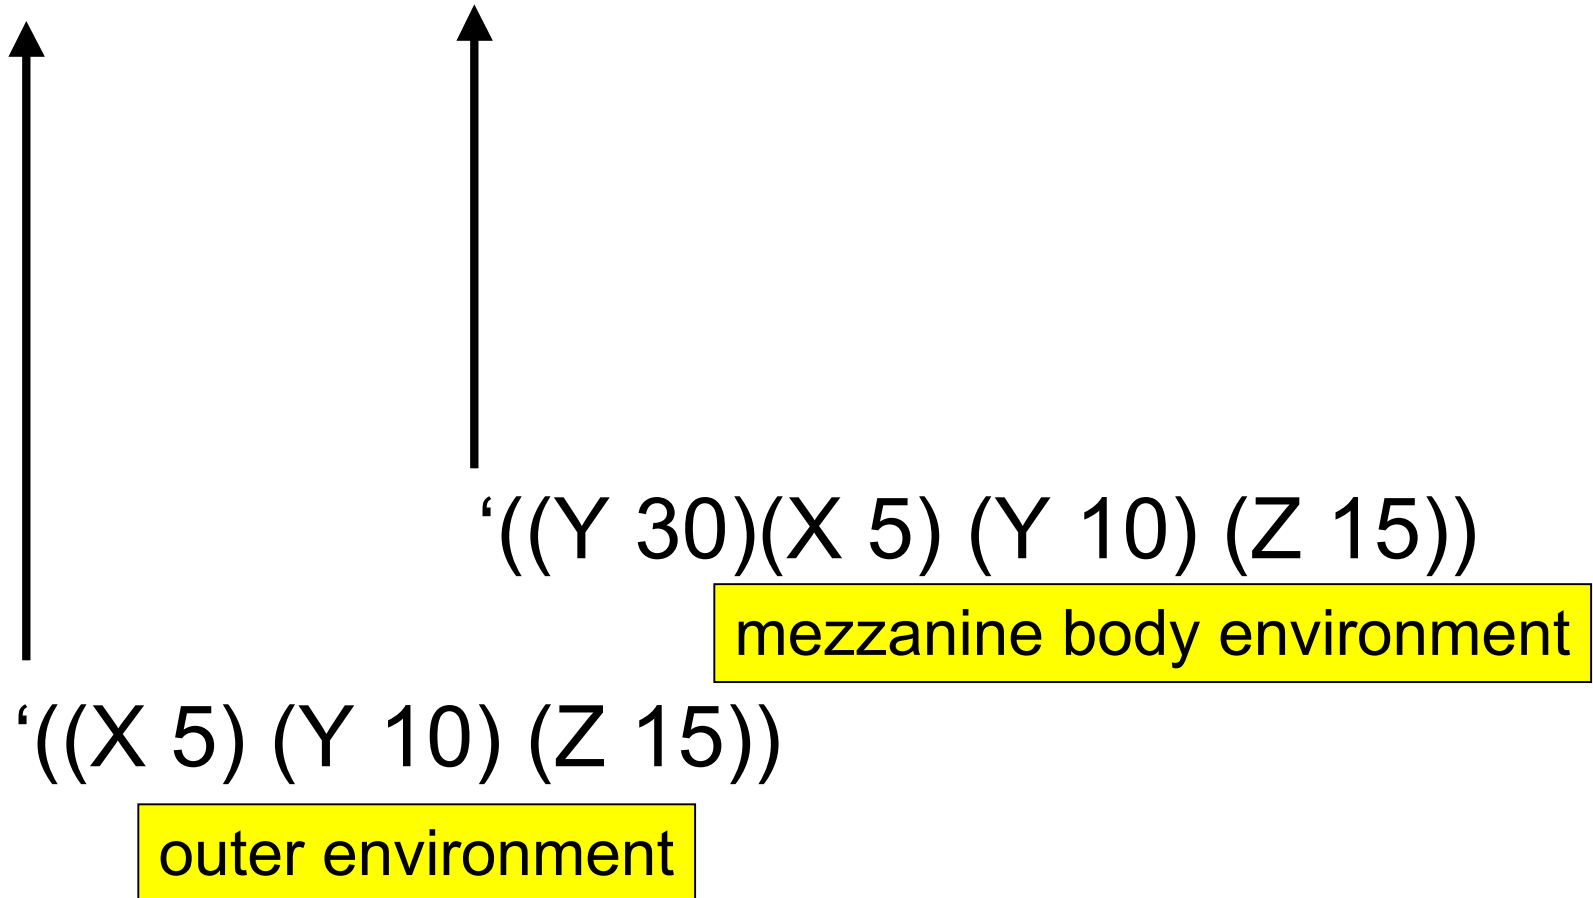 ‘((Y 30)(X 5) (Y 10) (Z 15))
mezzanine body environment
‘((X 5) (Y 10) (Z 15))
outer environment